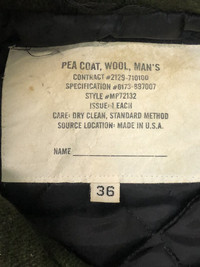 PEA COAT, WOOL, MAN'S
CONTRACT #2129-710100
SPECIFICATION #8173-937007
STYLE #MP72132
ISSUE: 1 EACH
CARE: DRY CLEAN, STANDARD METHOD
SOURCE LOCATION: MADE IN U.S.A.
NAME
36